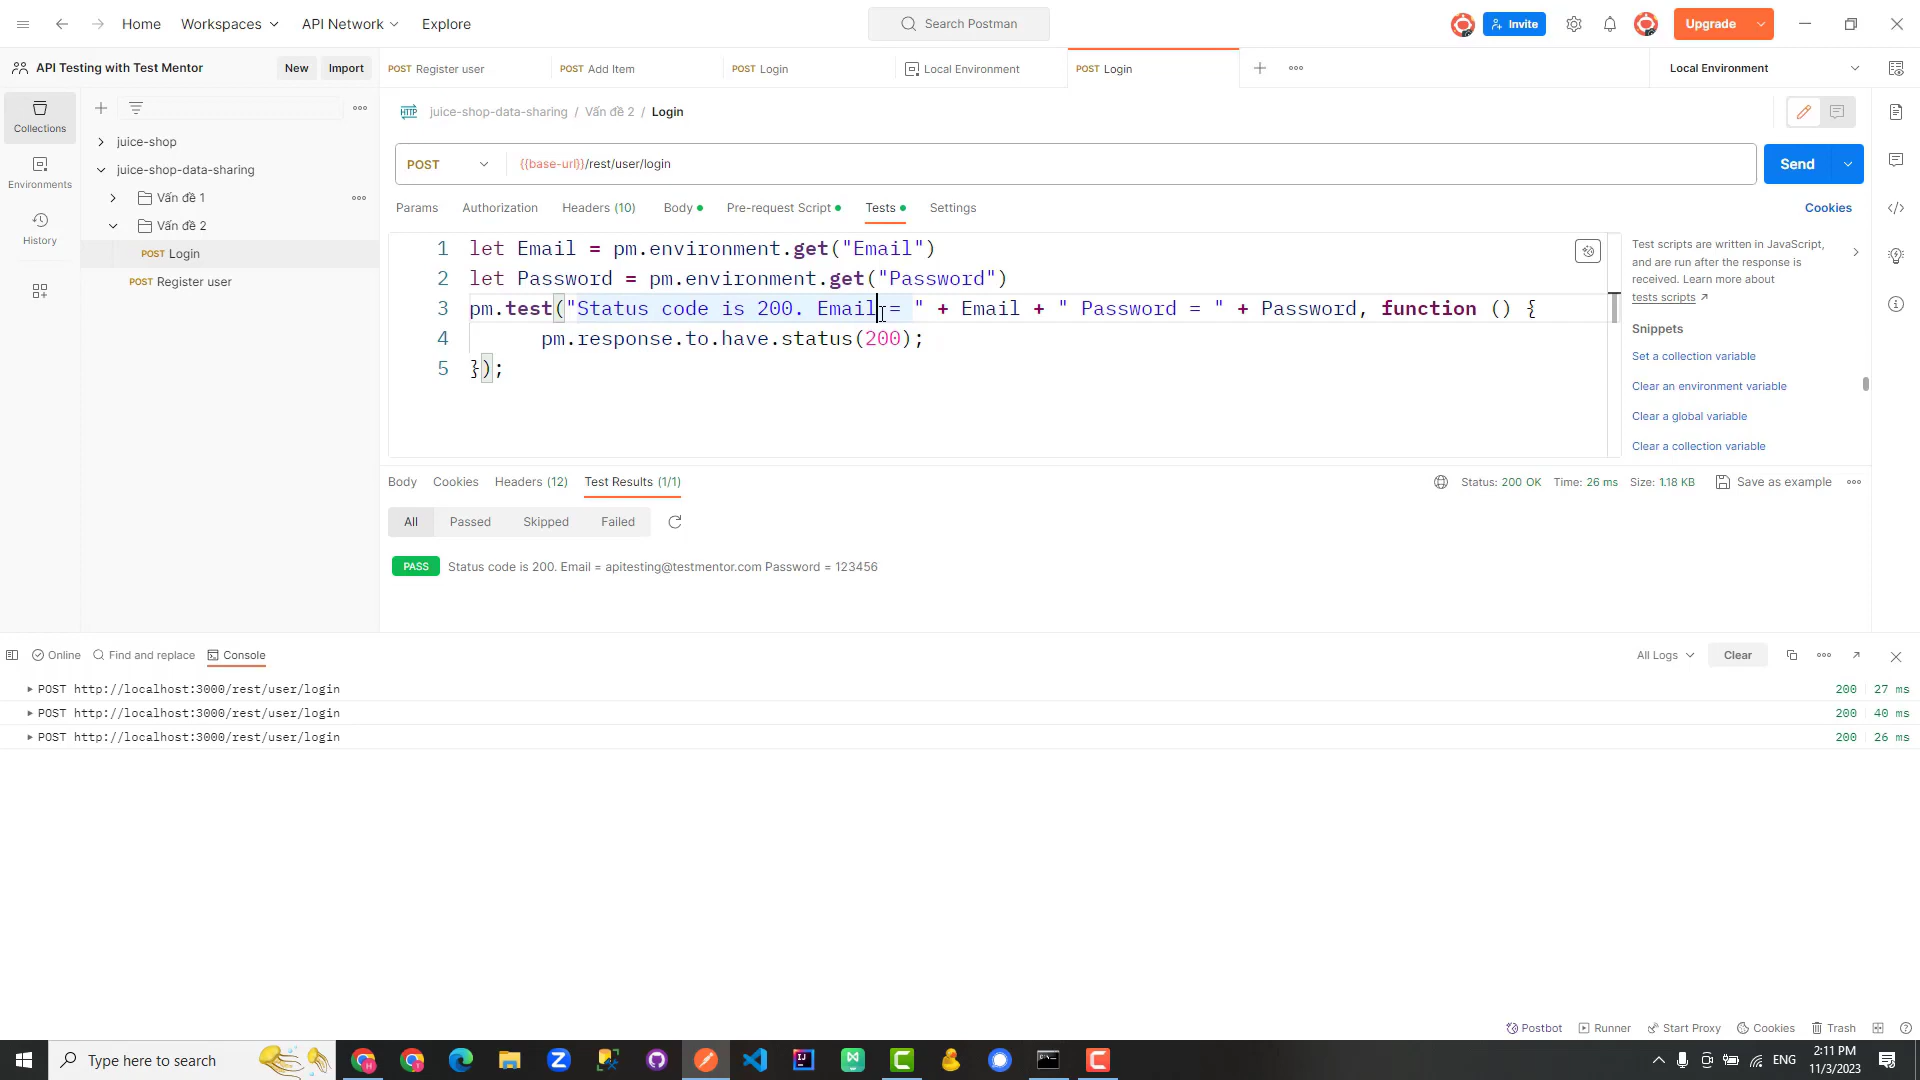 Home
Workspaces
API Network
Explore
Search Postman
Invite
Upgrade
API Testing with Test Mentor
New
Import
POST Register user
POST Add Item
POST Login
Local Environment
POST Login
Local Environment
Collections
Environments
History
juice-shop
juice-shop-data-sharing
Vấn đề 1
Vấn đề 2
POST Login
POST Register user
HTTP
juice-shop-data-sharing / Vấn đề 2 / Login
POST
{{base-url}}/rest/user/login
Send
Params
Authorization
Headers (10)
Body
Pre-request Script
Tests
Settings
Cookies
1 let Email = pm.environment.get("Email")
2 let Password = pm.environment.get("Password")
3 pm.test("Status code is 200. Email = " + Email + " Password = " + Password, function () {
4 pm.response.to.have.status(200);
5 });
Test scripts are written in JavaScript,
and are run after the response is
received. Learn more about
tests scripts
Snippets
Set a collection variable
Clear an environment variable
Clear a global variable
Clear a collection variable
Body
Cookies
Headers (12)
Test Results (1/1)
Status: 200 OK
Time: 26 ms
Size: 1.18 KB
Save as example
All
Passed
Skipped
Failed
PASS
Status code is 200. Email = apitesting@testmentor.com Password = 123456
Online
Find and replace
Console
All Logs
Clear
POST http://localhost:3000/rest/user/login 200 27 ms
POST http://localhost:3000/rest/user/login 200 40 ms
POST http://localhost:3000/rest/user/login 200 26 ms
Postbot
Runner
Start Proxy
Cookies
Trash
Type here to search
ENG
2:11 PM
11/3/2023